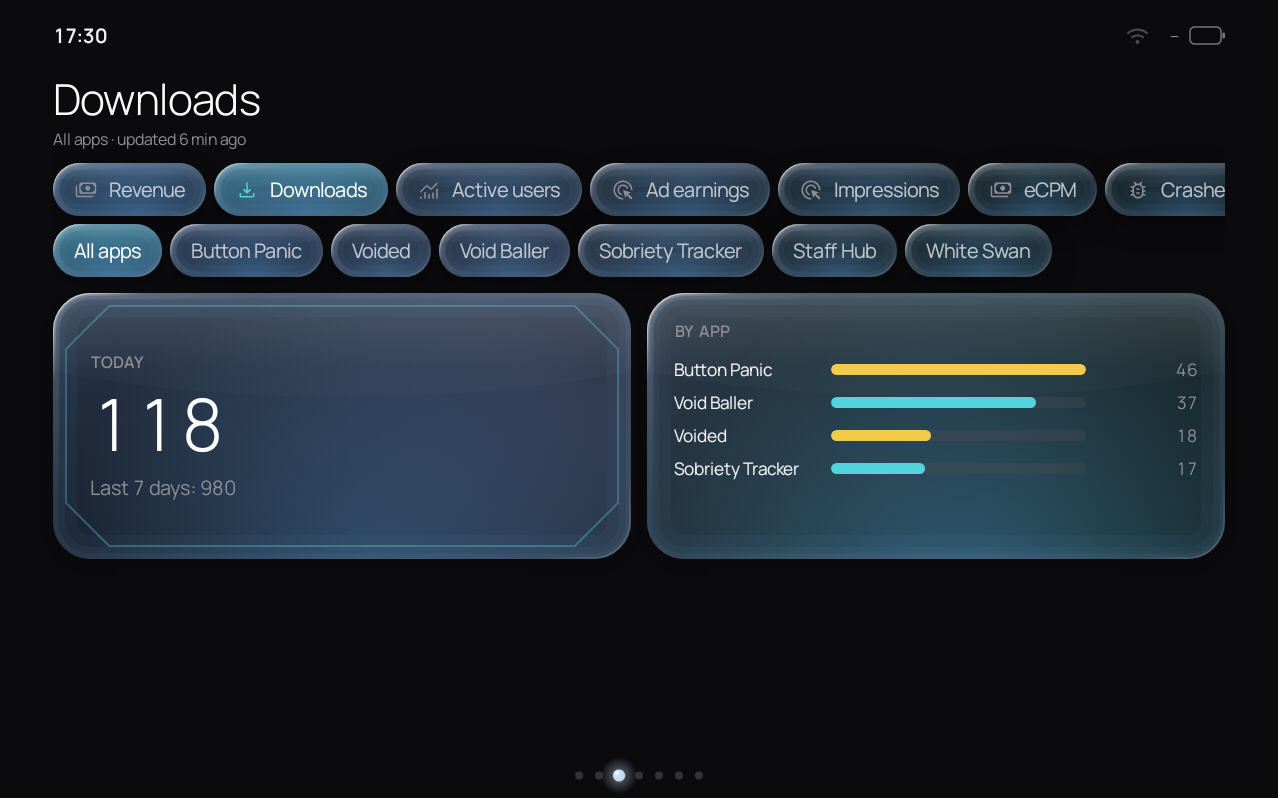 17:30 –
Downloads
All apps · updated 6 min ago
Revenue Downloads Active users Ad earnings Impressions eCPM Crashe
All apps Button Panic Voided Void Baller Sobriety Tracker Staff Hub White Swan
TODAY
118
Last 7 days: 980
BY APP
Button Panic 46
Void Baller 37
Voided 18
Sobriety Tracker 17